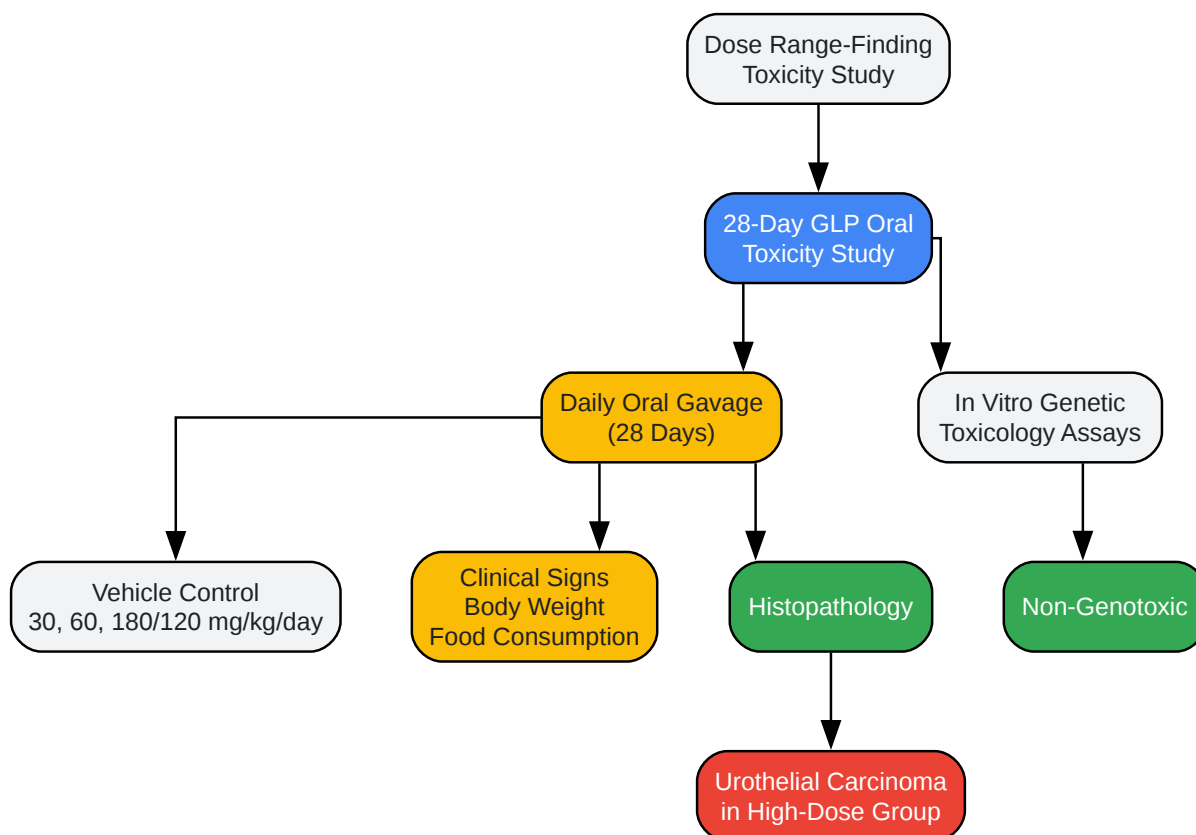 Dose Range-Finding
Toxicity Study
28-Day GLP Oral
Toxicity Study
Daily Oral Gavage
(28 Days)
In Vitro Genetic
Toxicology Assays
Vehicle Control
30, 60, 180/120 mg/kg/day
Clinical Signs
Body Weight
Food Consumption
Histopathology
Non-Genotoxic
Urothelial Carcinoma
in High-Dose Group